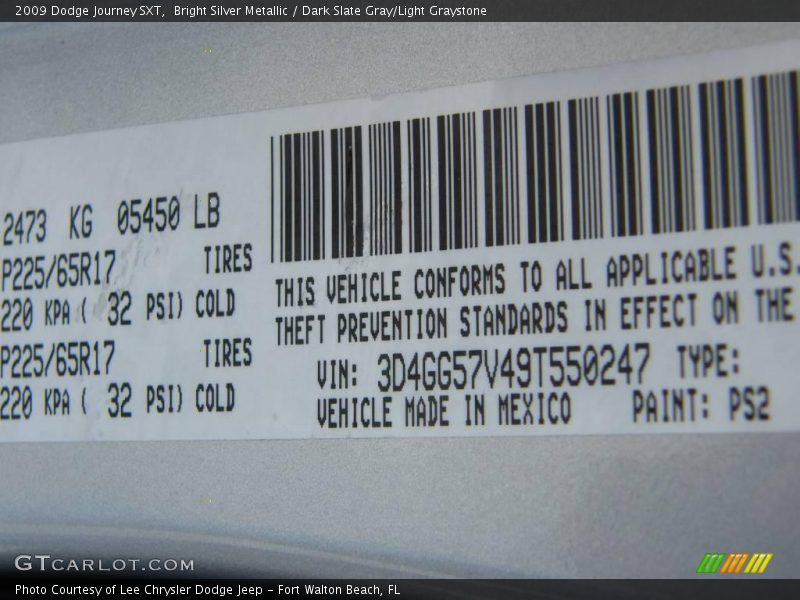 2009 Dodge Journey SXT,  Bright Silver Metallic / Dark Slate Gray/Light Graystone
2473 KG 05450 LB
P225/65R17 TIRES
220 KPA ( 32 PSI) COLD
P225/65R17 TIRES
220 KPA ( 32 PSI) COLD
THIS VEHICLE CONFORMS TO ALL APPLICABLE U.S.
THEFT PREVENTION STANDARDS IN EFFECT ON THE
VIN: 3D4GG57V49T550247 TYPE:
VEHICLE MADE IN MEXICO PAINT: PS2
GTCARLOT.COM
Photo Courtesy of Lee Chrysler Dodge Jeep - Fort Walton Beach, FL